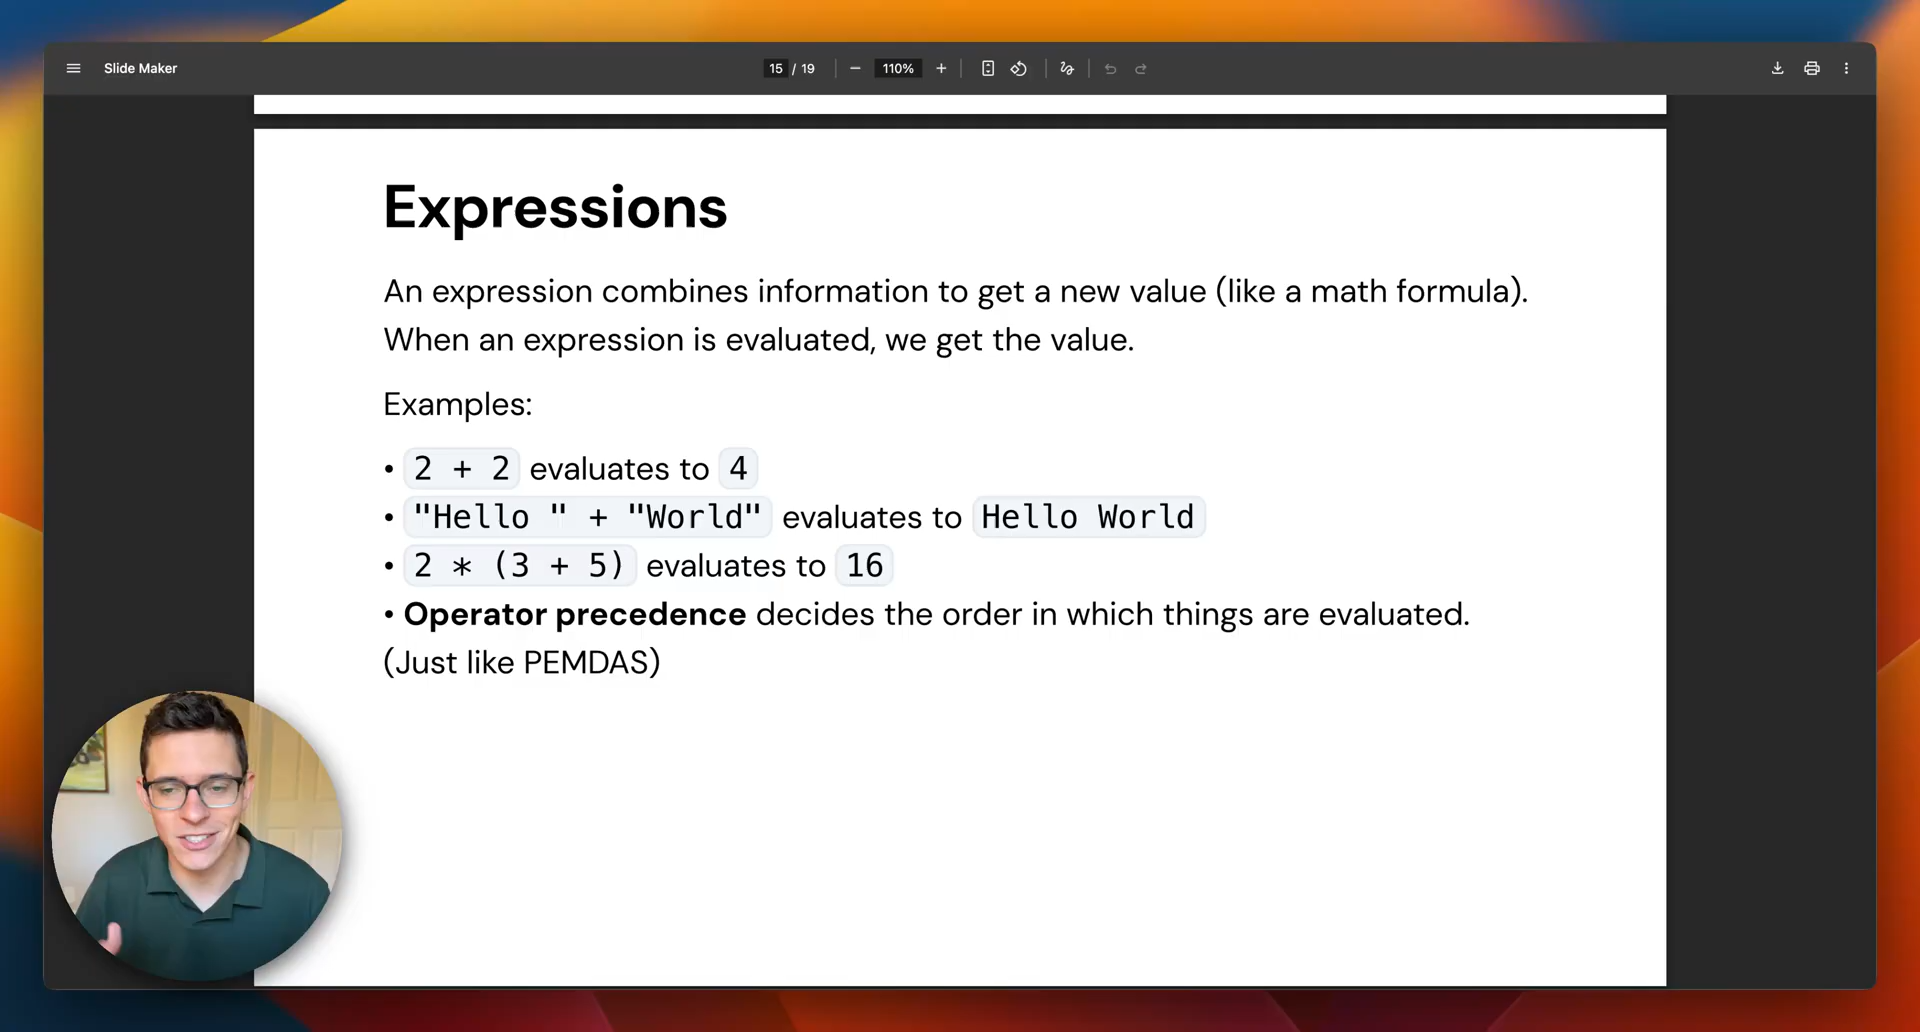 Slide Maker
15 / 19
110%
Expressions
An expression combines information to get a new value (like a math formula).
When an expression is evaluated, we get the value.
Examples:
• 2 + 2 evaluates to 4
• "Hello " + "World" evaluates to Hello World
• 2 * (3 + 5) evaluates to 16
• Operator precedence decides the order in which things are evaluated.
(Just like PEMDAS)